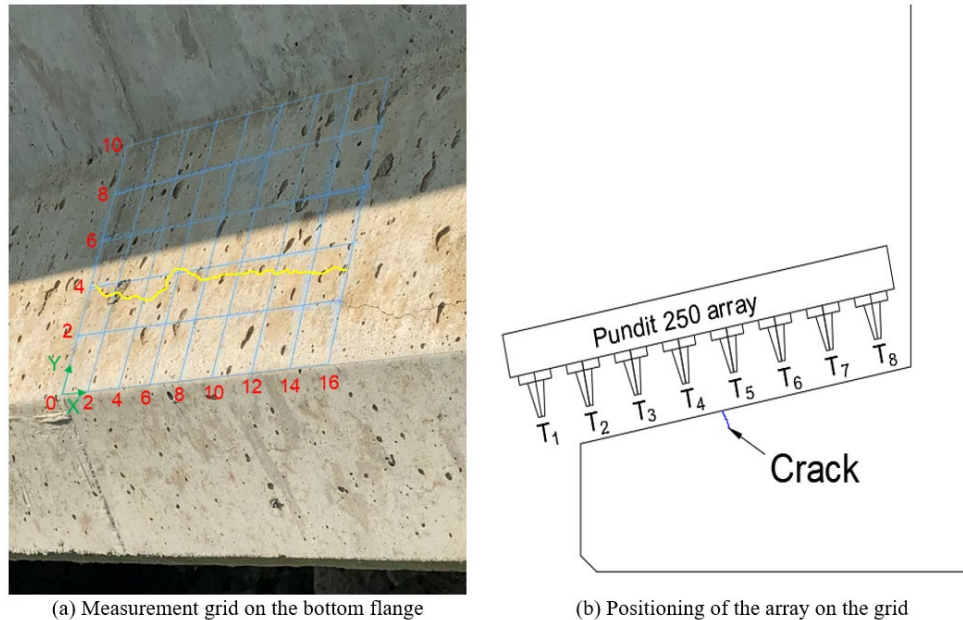 10
8
6
4
2
Y
0
X
2
4
6
8
10
12
14
16
Pundit 250 array
T₁
T₂
T₃
T₄
T₅
T₆
T₇
T₈
Crack
(a) Measurement grid on the bottom flange
(b) Positioning of the array on the grid